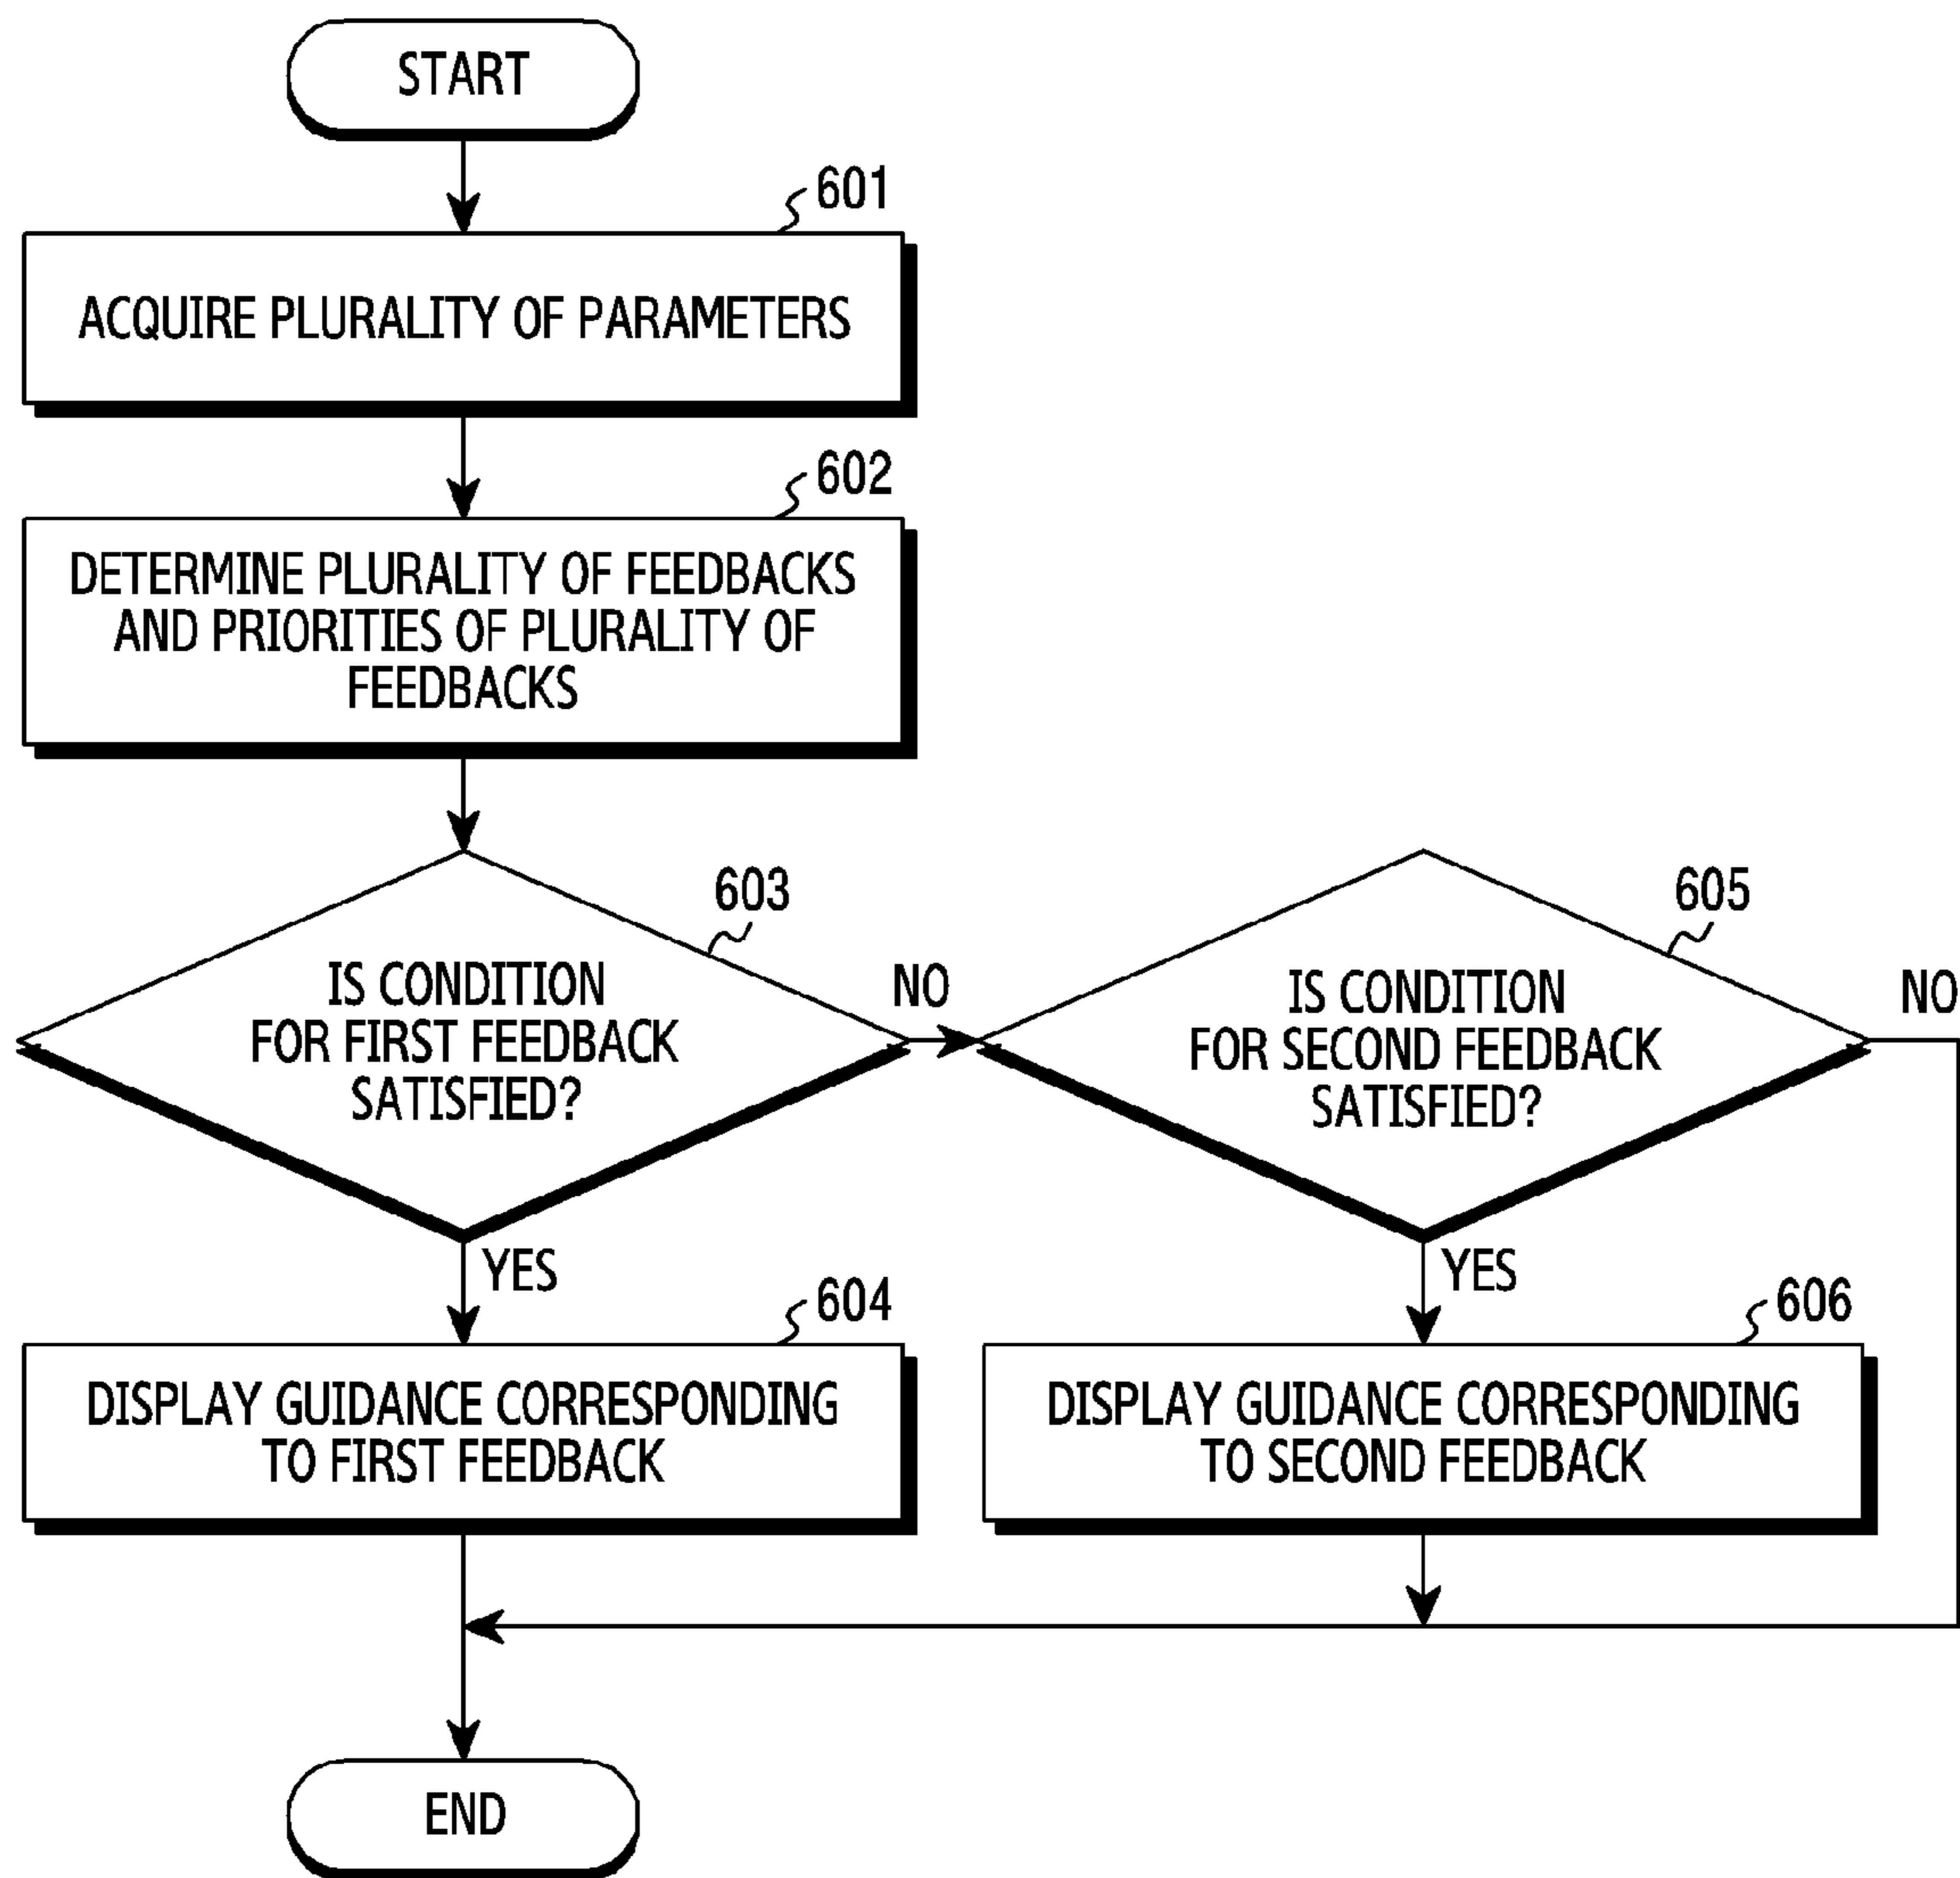 START
601
ACQUIRE PLURALITY OF PARAMETERS
602
DETERMINE PLURALITY OF FEEDBACKS
AND PRIORITIES OF PLURALITY OF
FEEDBACKS
603
IS CONDITION
FOR FIRST FEEDBACK
SATISFIED?
NO
605
IS CONDITION
FOR SECOND FEEDBACK
SATISFIED?
NO
YES
604
DISPLAY GUIDANCE CORRESPONDING
TO FIRST FEEDBACK
YES
606
DISPLAY GUIDANCE CORRESPONDING
TO SECOND FEEDBACK
END